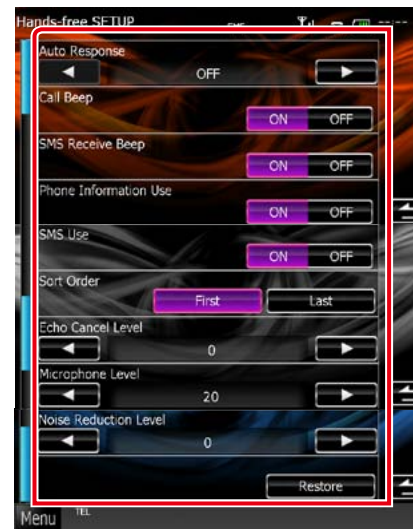 Hands-free SETUP
Auto Response
OFF
Call Beep
ON OFF
SMS Receive Beep
ON OFF
Phone Information Use
ON OFF
SMS Use
ON OFF
Sort Order
First Last
Echo Cancel Level
0
Microphone Level
20
Noise Reduction Level
0
Restore
Menu TEL